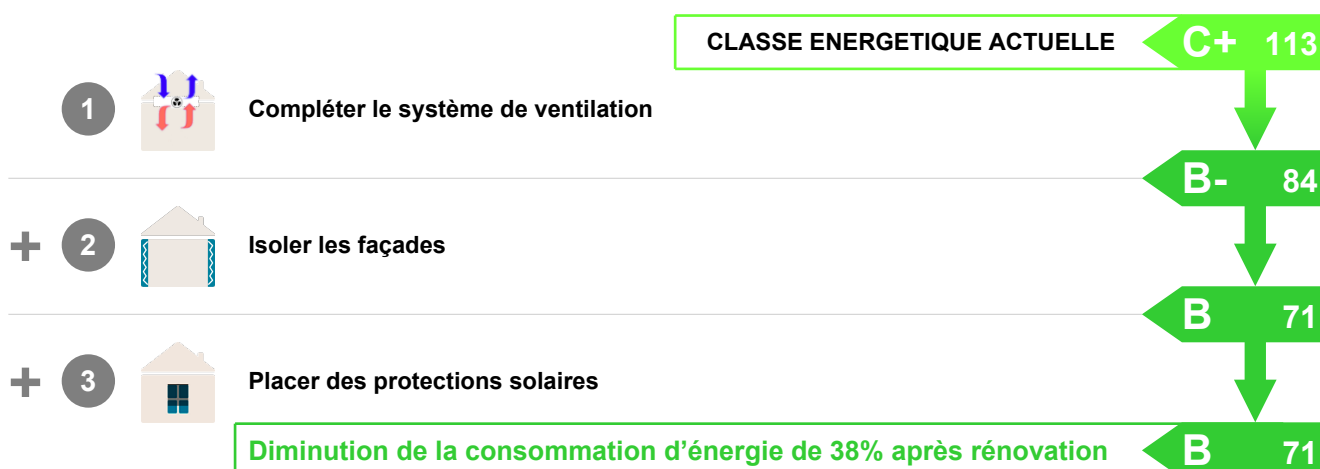 CLASSE ENERGETIQUE ACTUELLE C+ 113
1 Compléter le système de ventilation
B- 84
+ 2 Isoler les façades
B 71
+ 3 Placer des protections solaires
Diminution de la consommation d’énergie de 38% après rénovation B 71